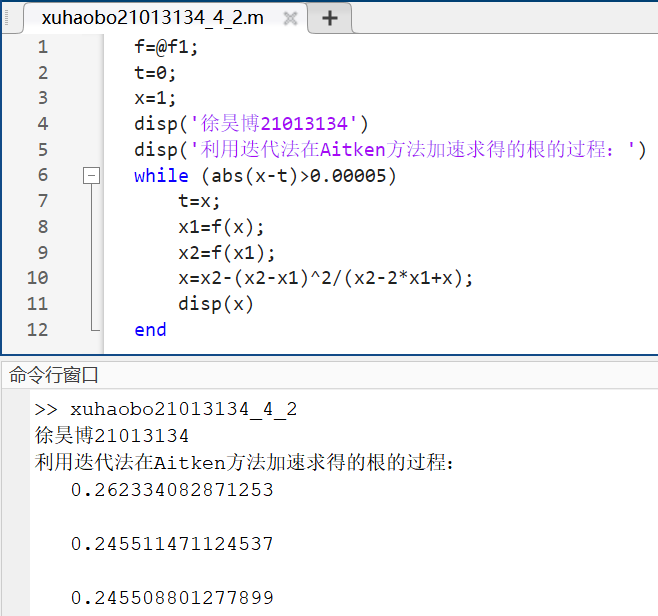 xuhaobo21013134_4_2.m
1 f=@f1;
2 t=0;
3 x=1;
4 disp('徐昊博21013134')
5 disp('利用迭代法在Aitken方法加速求得的根的过程：')
6 while (abs(x-t)>0.00005)
7 t=x;
8 x1=f(x);
9 x2=f(x1);
10 x=x2-(x2-x1)^2/(x2-2*x1+x);
11 disp(x)
12 end
命令行窗口
>> xuhaobo21013134_4_2
徐昊博21013134
利用迭代法在Aitken方法加速求得的根的过程：
0.262334082871253
0.245511471124537
0.245508801277899